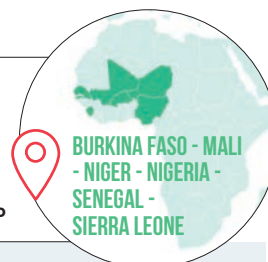 BURKINA FASO - MALI
- NIGER - NIGERIA -
SENEGAL -
SIERRA LEONE